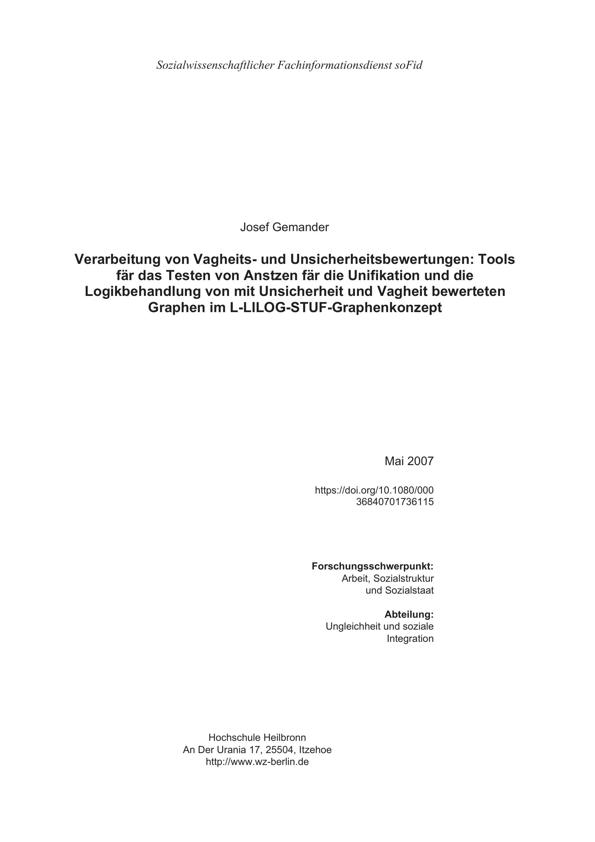 Sozialwissenschaftlicher Fachinformationsdienst soFid
Josef Gemander
Verarbeitung von Vagheits- und Unsicherheitsbewertungen: Tools
fär das Testen von Anstzen fär die Unifikation und die
Logikbehandlung von mit Unsicherheit und Vagheit bewerteten
Graphen im L-LILOG-STUF-Graphenkonzept
Mai 2007
https://doi.org/10.1080/000
36840701736115
Forschungsschwerpunkt:
Arbeit, Sozialstruktur
und Sozialstaat
Abteilung:
Ungleichheit und soziale
Integration
Hochschule Heilbronn
An Der Urania 17, 25504, Itzehoe
http://www.wz-berlin.de